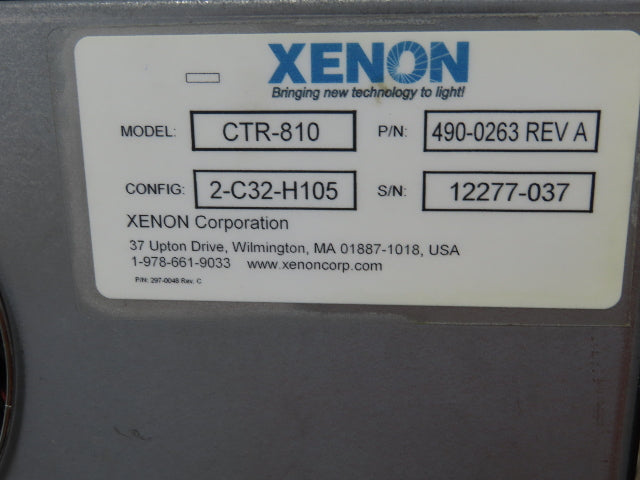 XENON
Bringing new technology to light!
MODEL: CTR-810 P/N: 490-0263 REV A
CONFIG: 2-C32-H105 S/N: 12277-037
XENON Corporation
37 Upton Drive, Wilmington, MA 01887-1018, USA
1-978-661-9033 www.xenoncorp.com
P/N: 297-0048 Rev. C